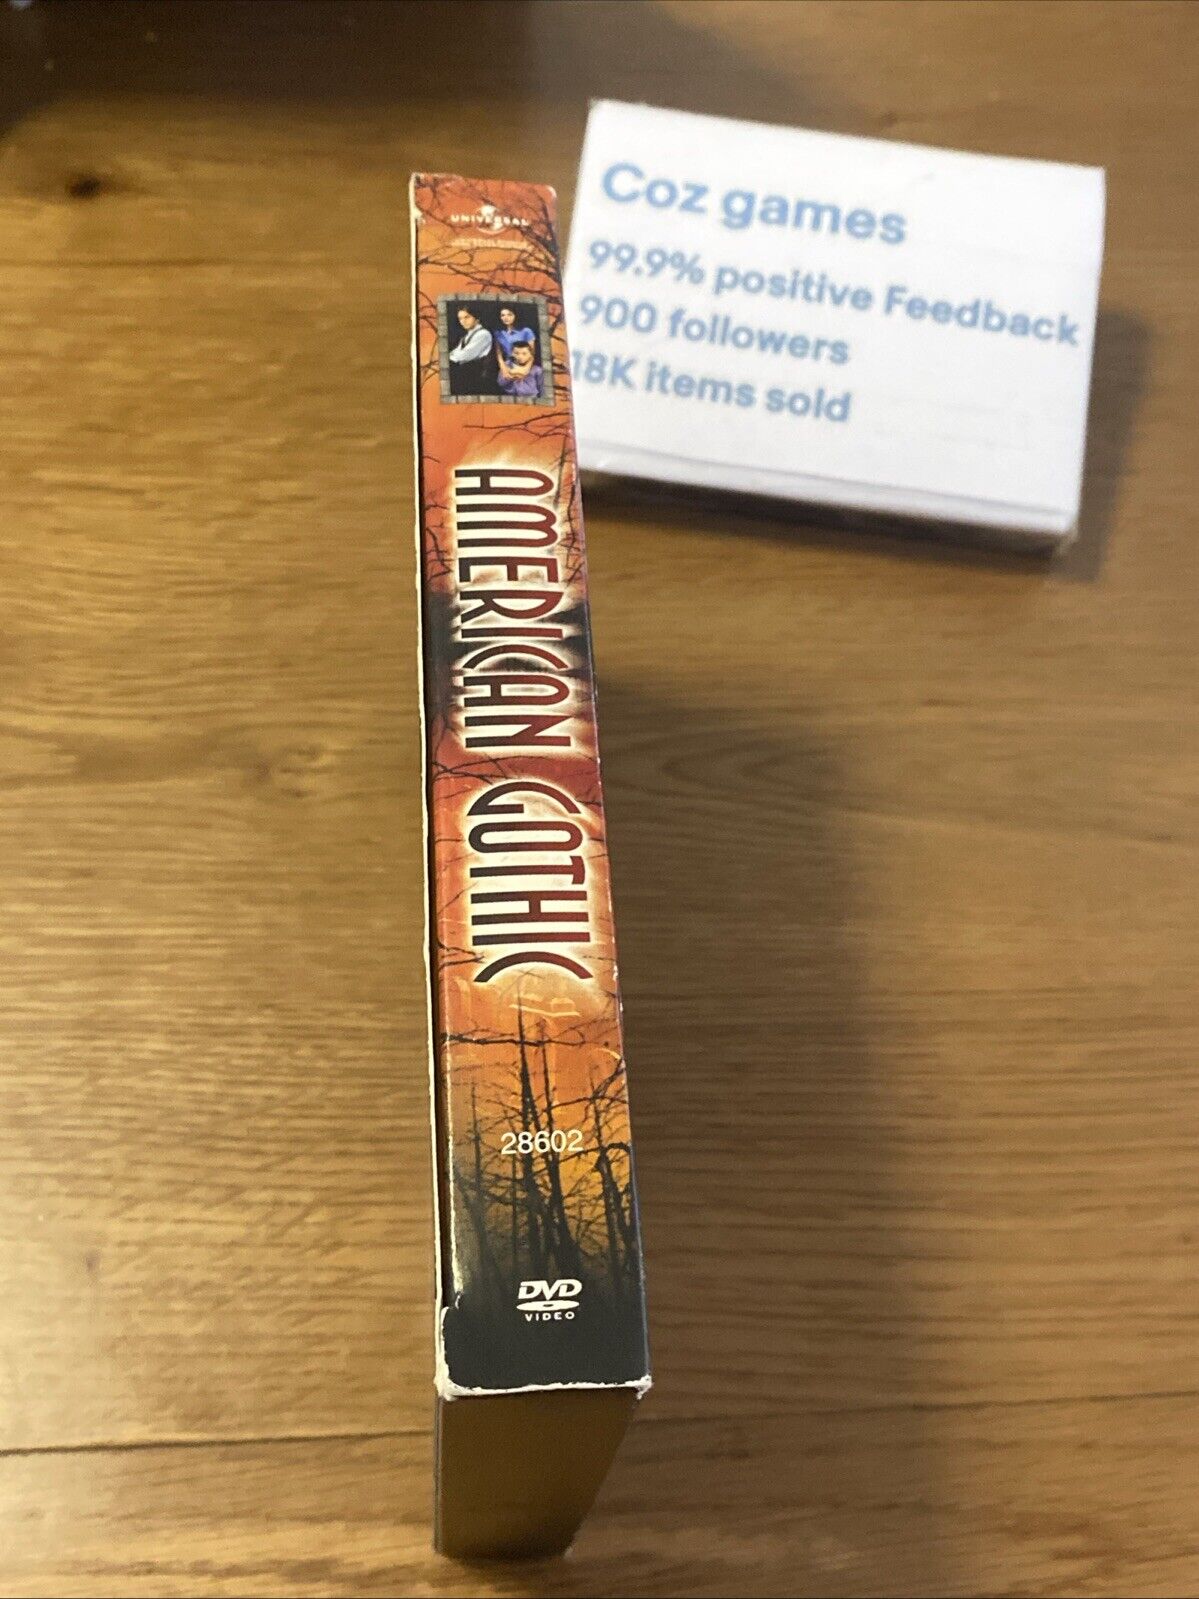 UNIVERSAL
AMERICAN GOTHIC
28602
DVD
VIDEO
Coz games
99.9% positive Feedback
900 followers
18K items sold